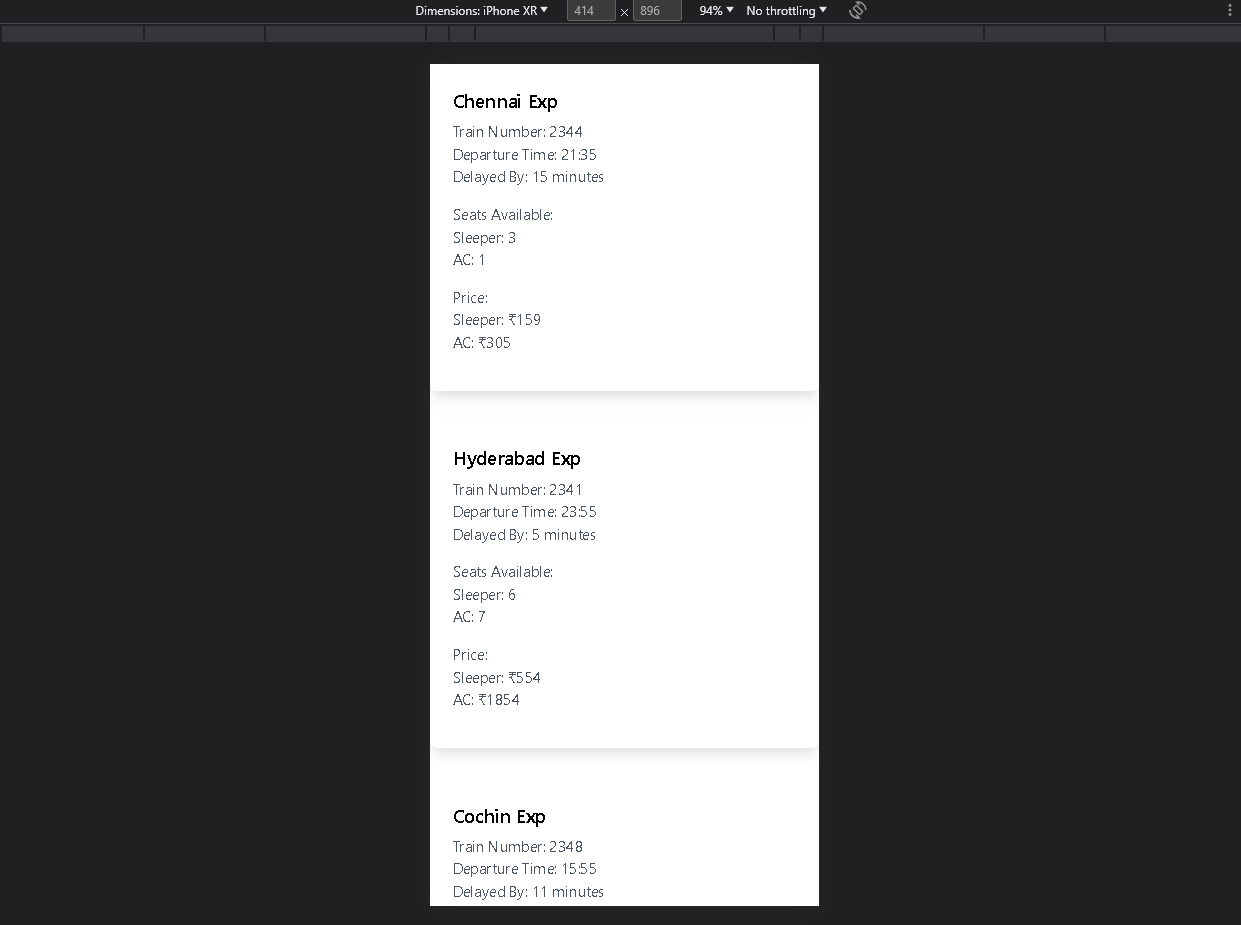 Dimensions: iPhone XR 414 × 896 94% No throttling
Chennai Exp
Train Number: 2344
Departure Time: 21:35
Delayed By: 15 minutes
Seats Available:
Sleeper: 3
AC: 1
Price:
Sleeper: ₹159
AC: ₹305
Hyderabad Exp
Train Number: 2341
Departure Time: 23:55
Delayed By: 5 minutes
Seats Available:
Sleeper: 6
AC: 7
Price:
Sleeper: ₹554
AC: ₹1854
Cochin Exp
Train Number: 2348
Departure Time: 15:55
Delayed By: 11 minutes